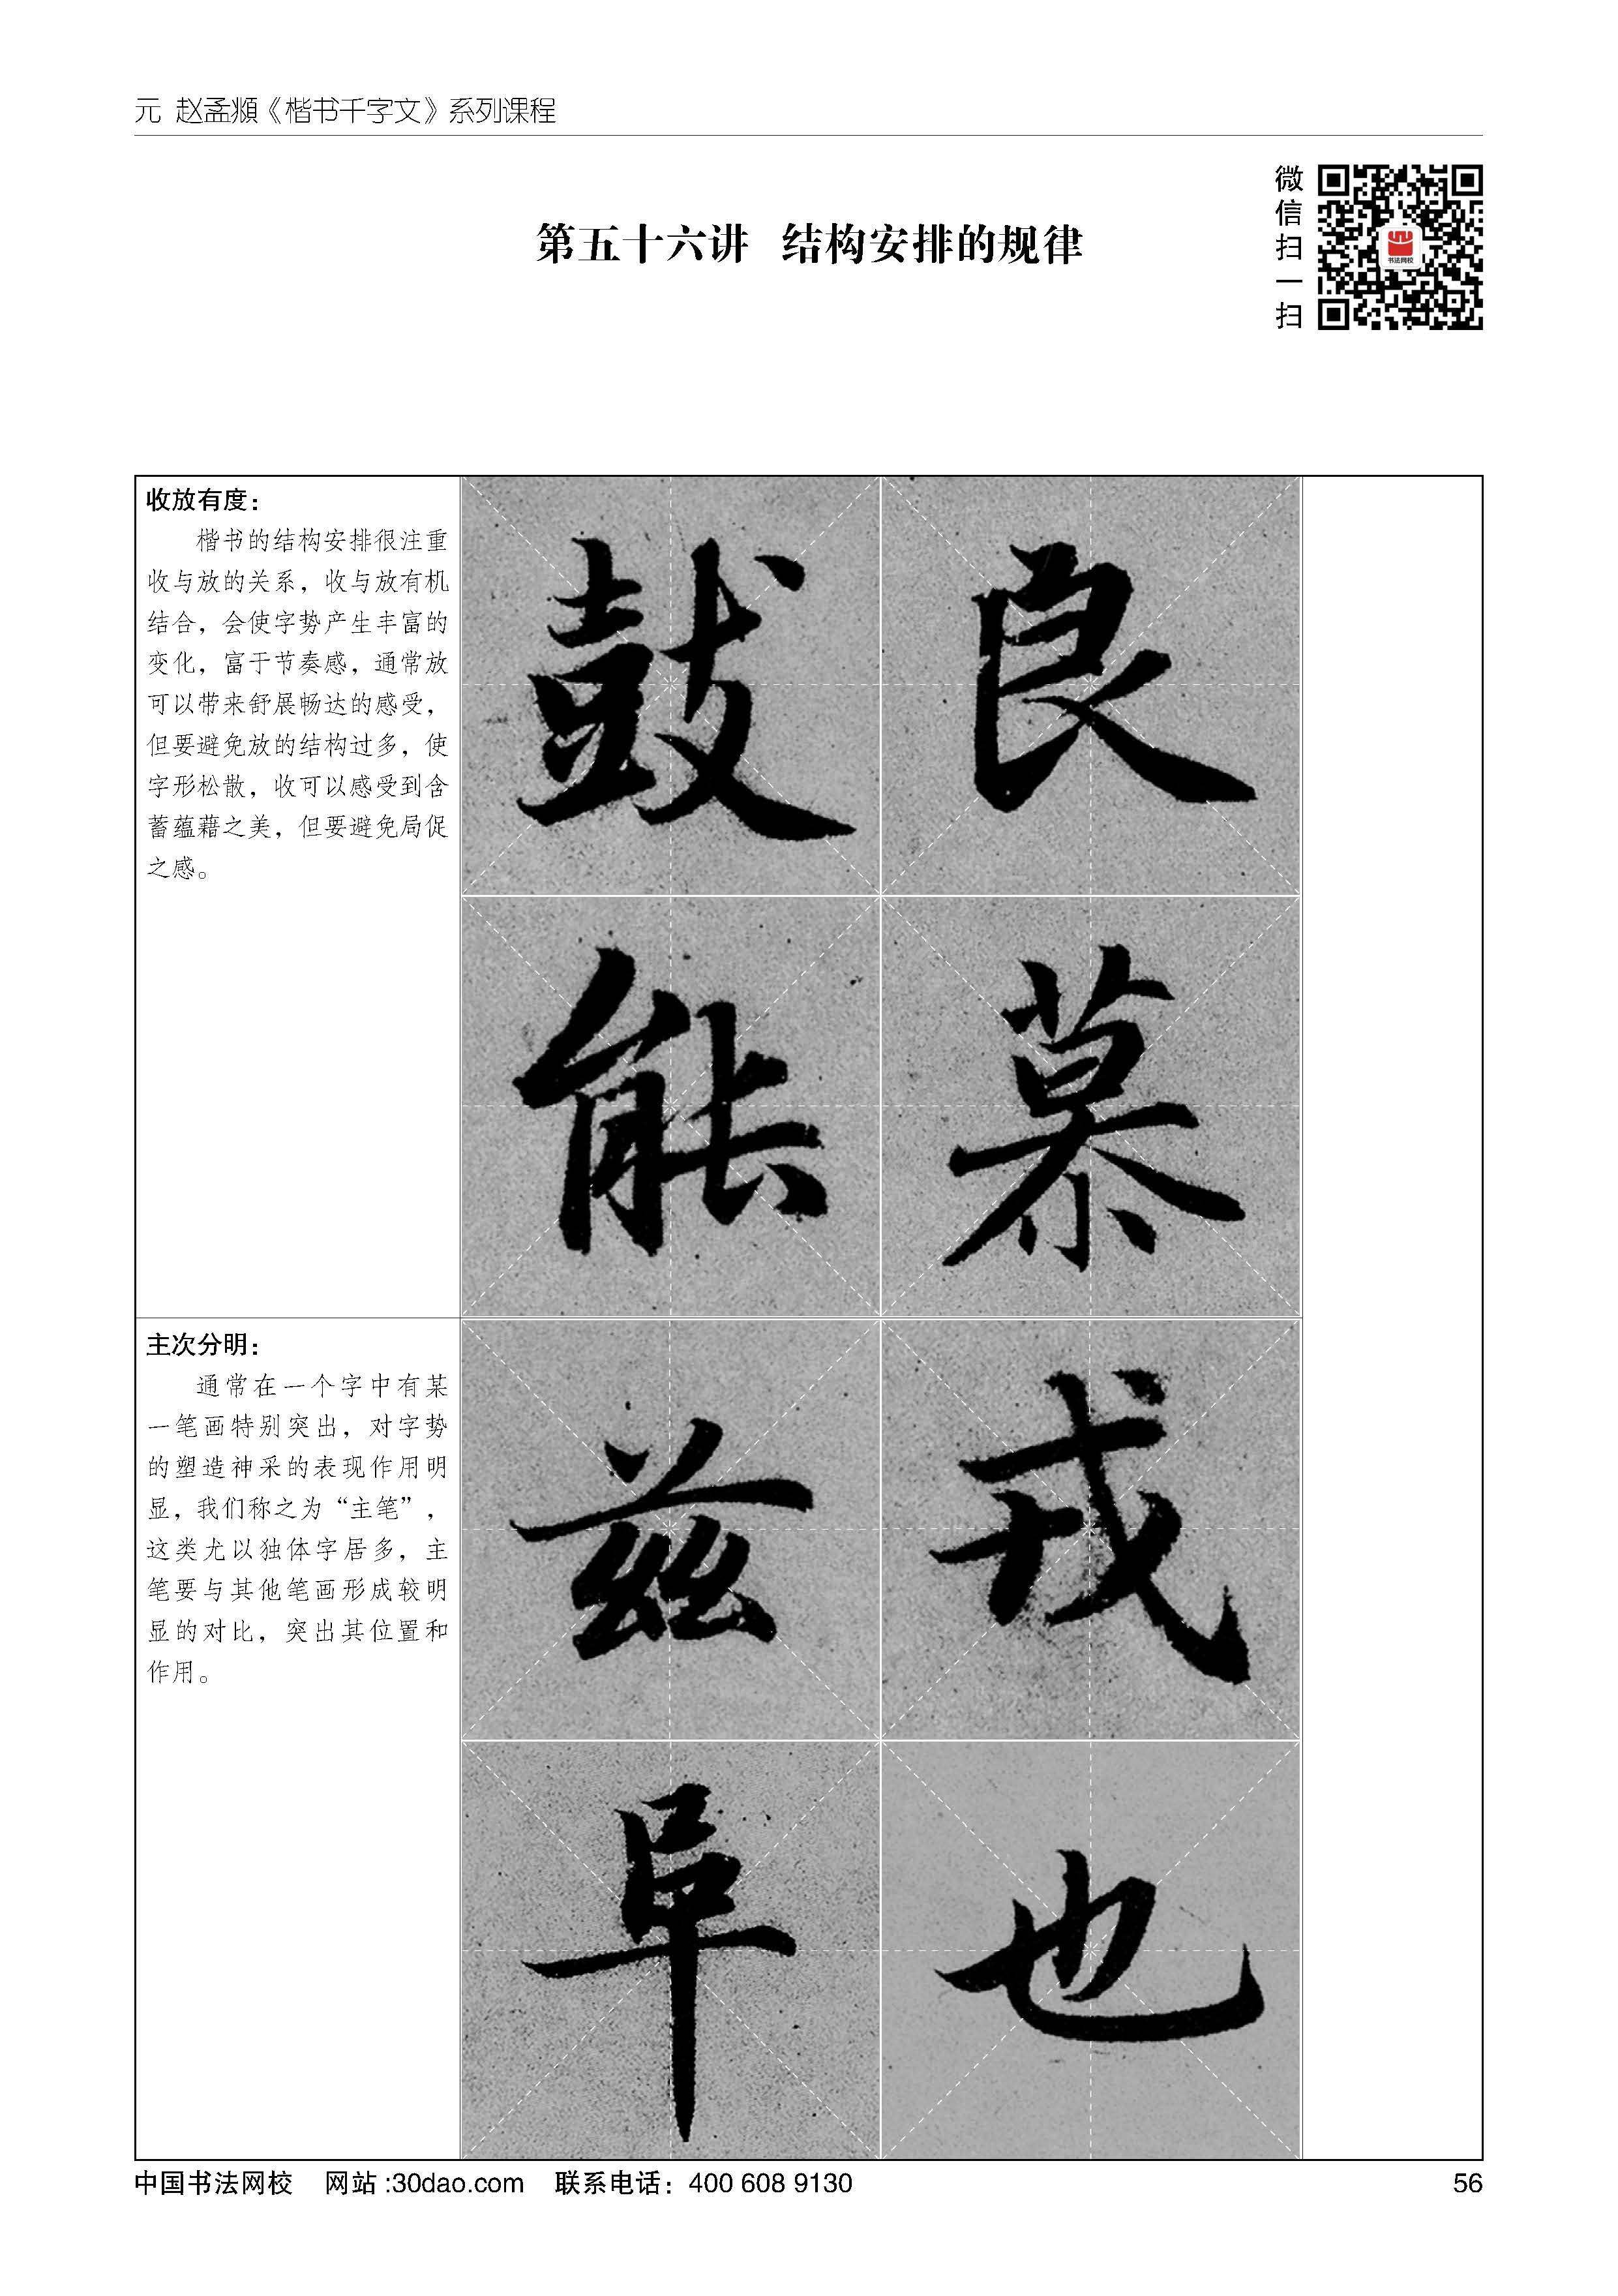 元 赵孟頫《楷书千字文》系列课程
微信扫一扫
书法网校
第五十六讲 结构安排的规律
收放有度：
楷书的结构安排很注重
收与放的关系，收与放有机
结合，会使字势产生丰富的
变化，富于节奏感，通常放
可以带来舒展畅达的感受，
但要避免放的结构过多，使
字形松散，收可以感受到含
蓄蕴藉之美，但要避免局促
之感。
鼓 良
能 慕
主次分明：
通常在一个字中有某
一笔画特别突出，对字势
的塑造神采的表现作用明
显，我们称之为“主笔”，
这类尤以独体字居多，主
笔要与其他笔画形成较明
显的对比，突出其位置和
作用。
兹 戎
阜 也
中国书法网校 网站:30dao.com 联系电话：400 608 9130
56